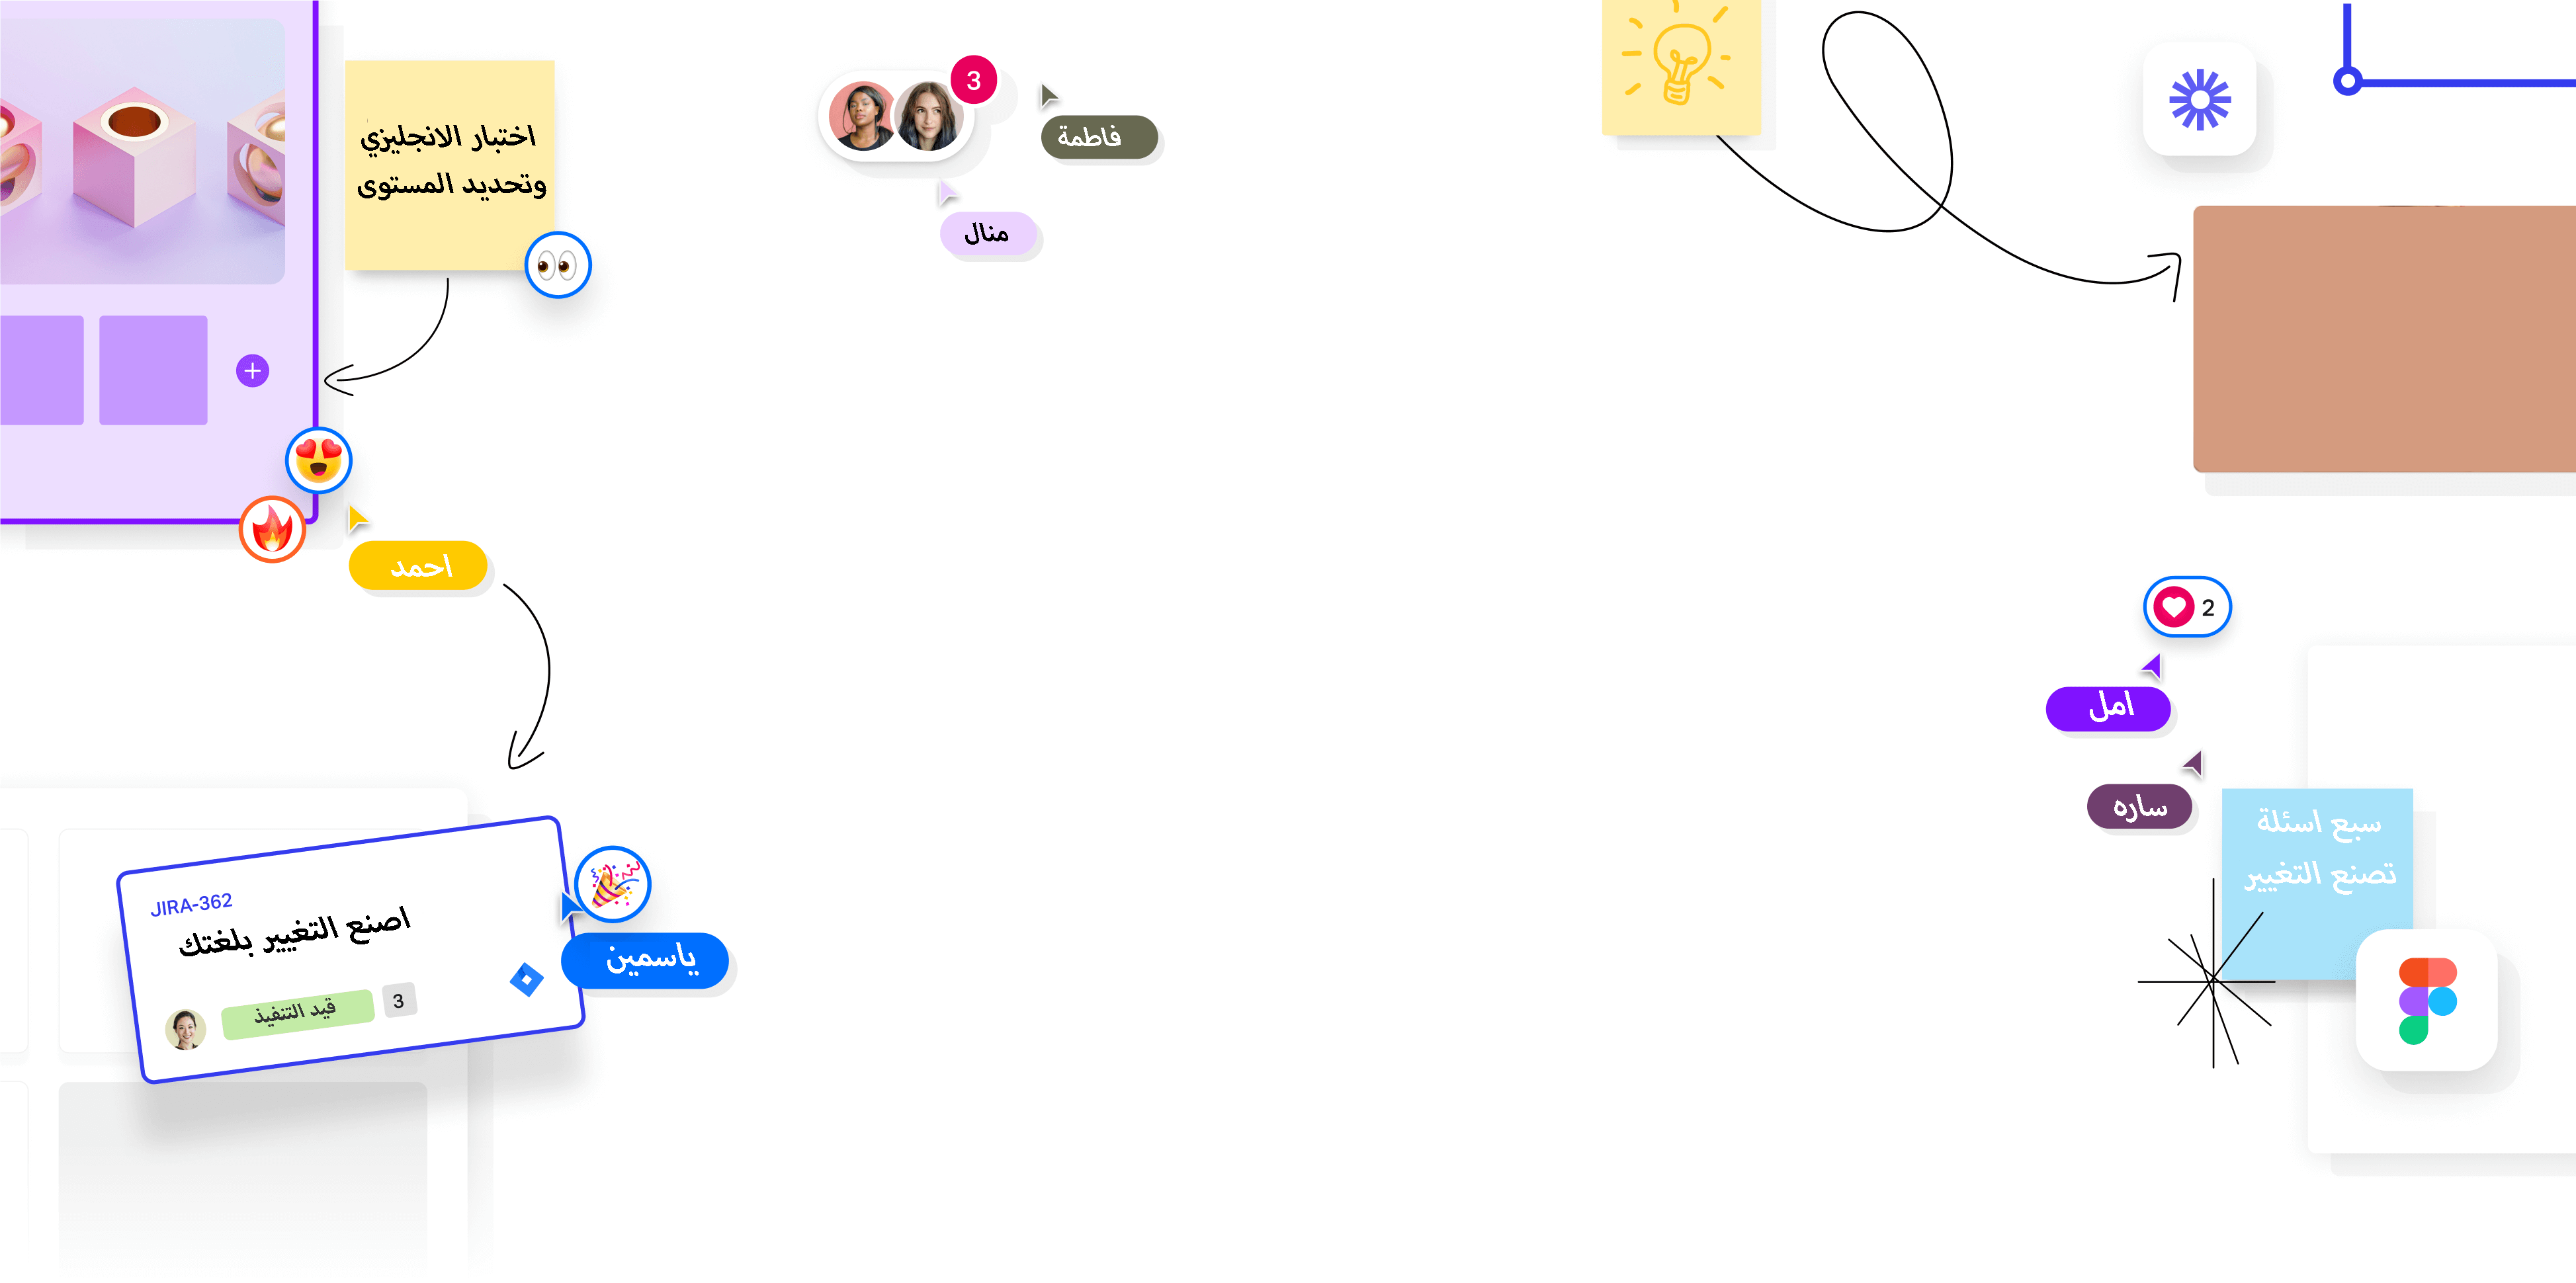 اختبار الانجليزي
وتحديد المستوى
3
فاطمة
منال
احمد
2
امل
ساره
سبع اسئلة
تصنع التغيير
JIRA-362
اصنع التغيير بلغتك
قيد التنفيذ
3
ياسمين